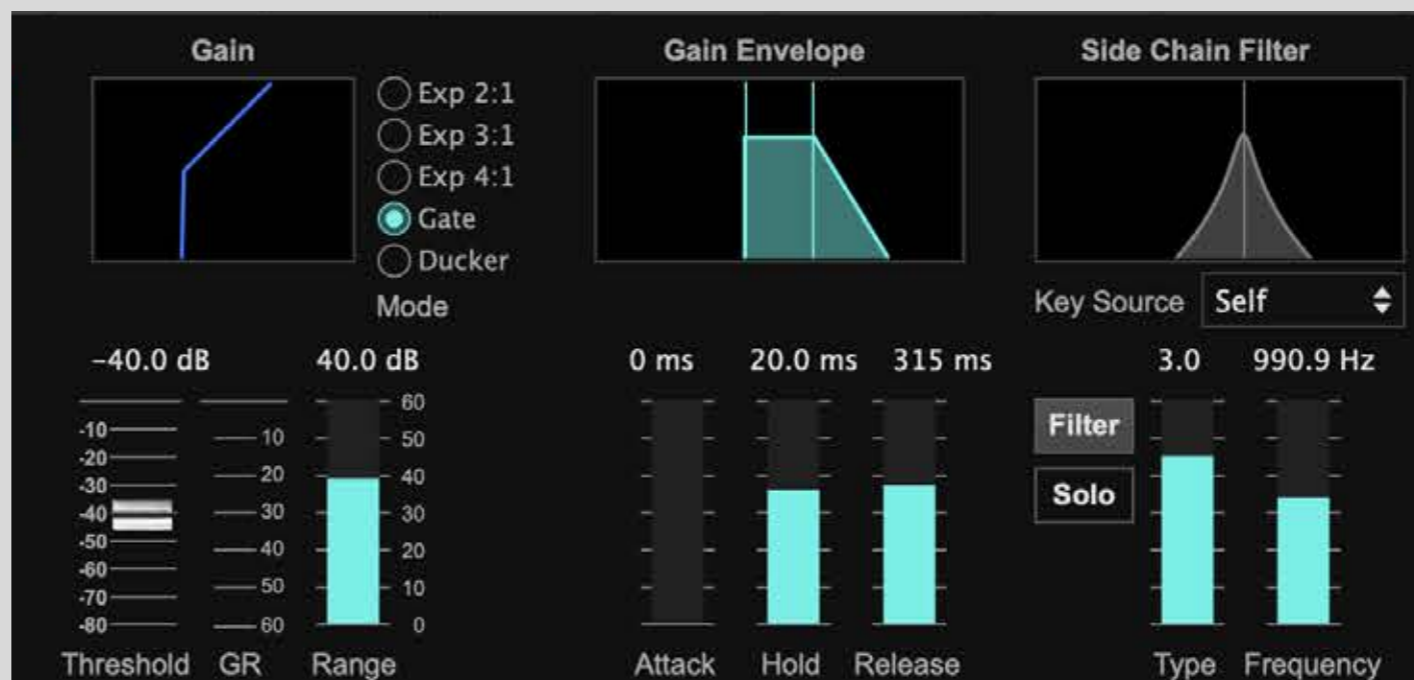 Gain
Gain Envelope
Side Chain Filter
Exp 2:1
Exp 3:1
Exp 4:1
Gate
Ducker
Mode
Key Source Self
−40.0 dB 40.0 dB 0 ms 20.0 ms 315 ms 3.0 990.9 Hz
-10
-20
-30
-40
-50
-60
-70
-80
10
20
30
40
50
60
60
50
40
30
20
10
0
Filter
Solo
Threshold GR Range Attack Hold Release Type Frequency